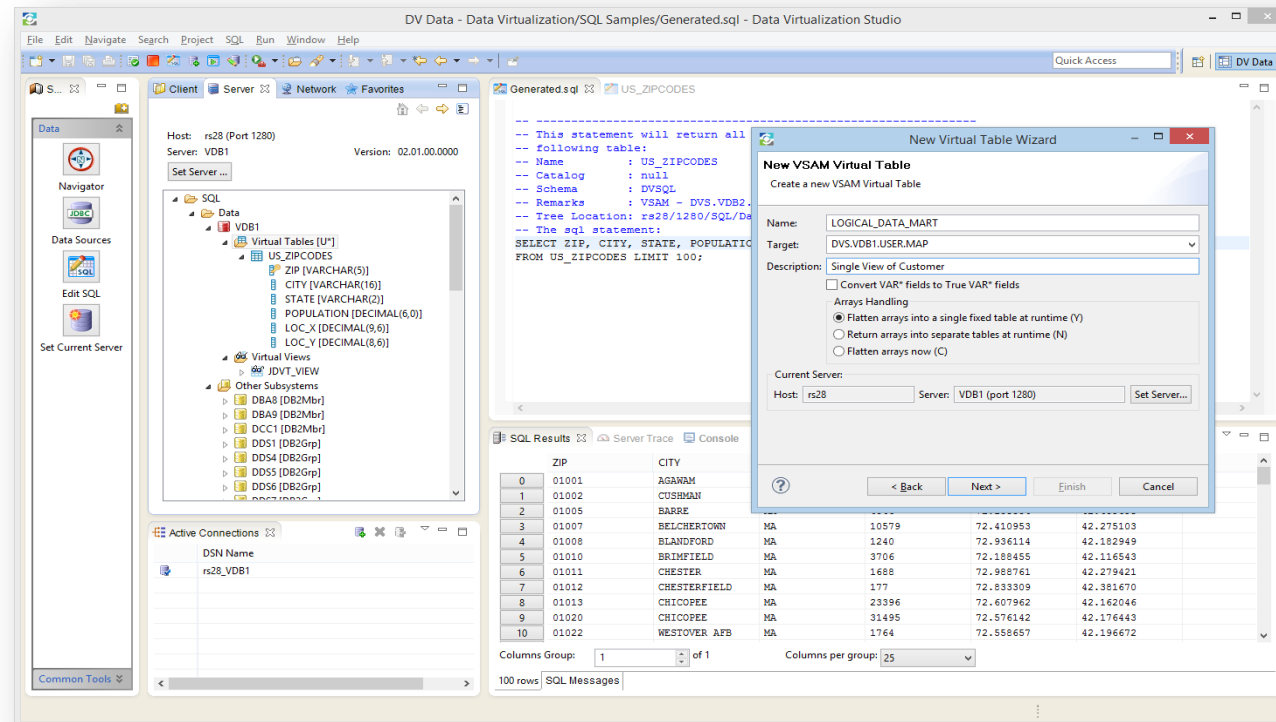 DV Data - Data Virtualization/SQL Samples/Generated.sql - Data Virtualization Studio
File Edit Navigate Search Project SQL Run Window Help
Quick Access
DV Data
S...
Data
Navigator
JDBC
Data Sources
SQL
Edit SQL
Set Current Server
Common Tools
Client Server Network Favorites
Host: rs28 (Port 1280)
Server: VDB1 Version: 02.01.00.0000
Set Server ...
SQL
Data
VDB1
Virtual Tables [U*]
US_ZIPCODES
ZIP [VARCHAR(5)]
CITY [VARCHAR(16)]
STATE [VARCHAR(2)]
POPULATION [DECIMAL(6,0)]
LOC_X [DECIMAL(9,6)]
LOC_Y [DECIMAL(8,6)]
Virtual Views
JDVT_VIEW
Other Subsystems
DBA8 [DB2Mbr]
DBA9 [DB2Mbr]
DCC1 [DB2Mbr]
DDS1 [DB2Grp]
DDS4 [DB2Grp]
DDS5 [DB2Grp]
DDS6 [DB2Grp]
Active Connections
DSN Name
rs28_VDB1
Generated.sql US_ZIPCODES
-- ----------------------------------------------------------------
-- This statement will return all
-- following table:
-- Name : US_ZIPCODES
-- Catalog : null
-- Schema : DVSQL
-- Remarks : VSAM - DVS.VDB2.
-- Tree Location: rs28/1280/SQL/Da
-- The sql statement:
SELECT ZIP, CITY, STATE, POPULATIO
FROM US_ZIPCODES LIMIT 100;
New Virtual Table Wizard
New VSAM Virtual Table
Create a new VSAM Virtual Table
Name: LOGICAL_DATA_MART
Target: DVS.VDB1.USER.MAP
Description: Single View of Customer
Convert VAR* fields to True VAR* fields
Arrays Handling
Flatten arrays into a single fixed table at runtime (Y)
Return arrays into separate tables at runtime (N)
Flatten arrays now (C)
Current Server:
Host: rs28 Server: VDB1 (port 1280) Set Server...
< Back Next > Finish Cancel
SQL Results Server Trace Console
ZIP CITY
0 01001 AGAWAM
1 01002 CUSHMAN
2 01005 BARRE
3 01007 BELCHERTOWN MA 10579 72.410953 42.275103
4 01008 BLANDFORD MA 1240 72.936114 42.182949
5 01010 BRIMFIELD MA 3706 72.188455 42.116543
6 01011 CHESTER MA 1688 72.988761 42.279421
7 01012 CHESTERFIELD MA 177 72.833309 42.381670
8 01013 CHICOPEE MA 23396 72.607962 42.162046
9 01020 CHICOPEE MA 31495 72.576142 42.176443
10 01022 WESTOVER AFB MA 1764 72.558657 42.196672
Columns Group: 1 of 1 Columns per group: 25
100 rows SQL Messages